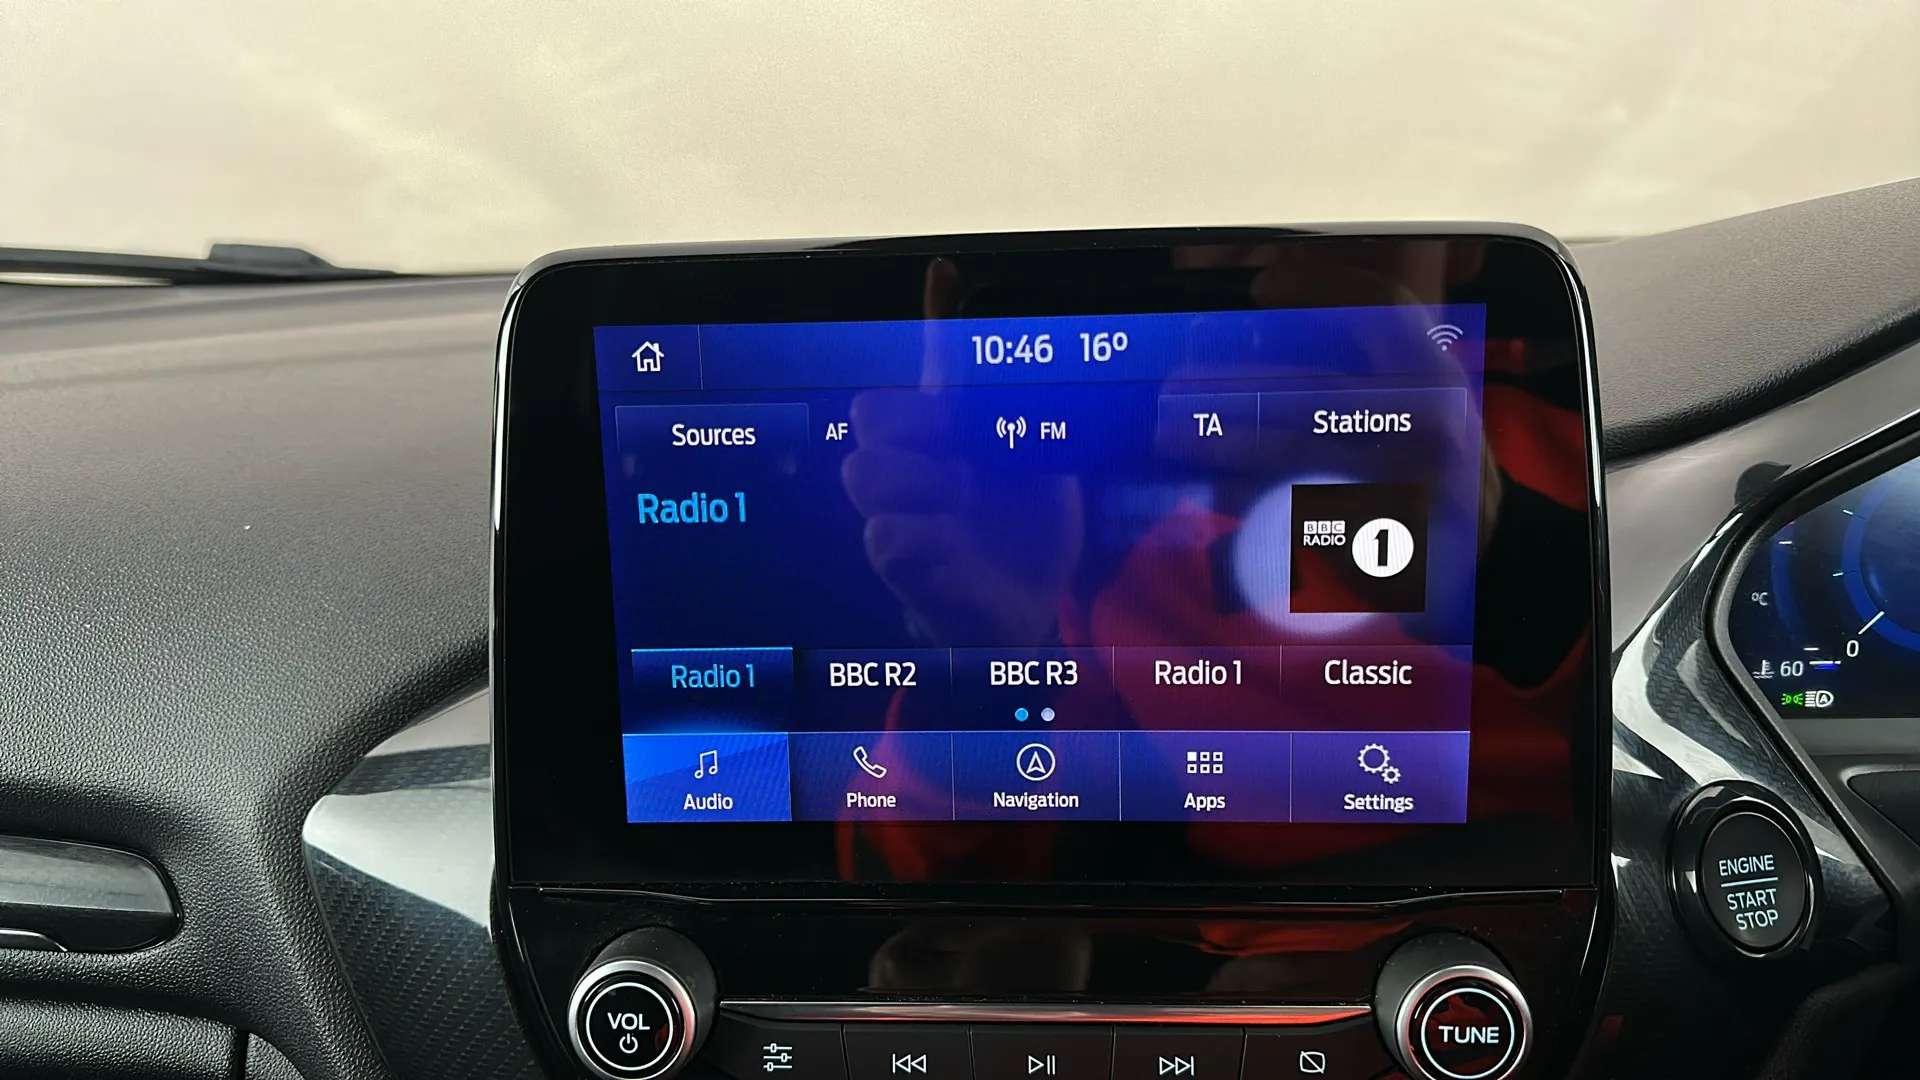 10:46 16°
Sources AF FM TA Stations
Radio 1
BBC
RADIO 1
Radio 1 BBC R2 BBC R3 Radio 1 Classic
Audio Phone Navigation Apps Settings
°C
0
60
A
ENGINE
START
STOP
VOL
TUNE